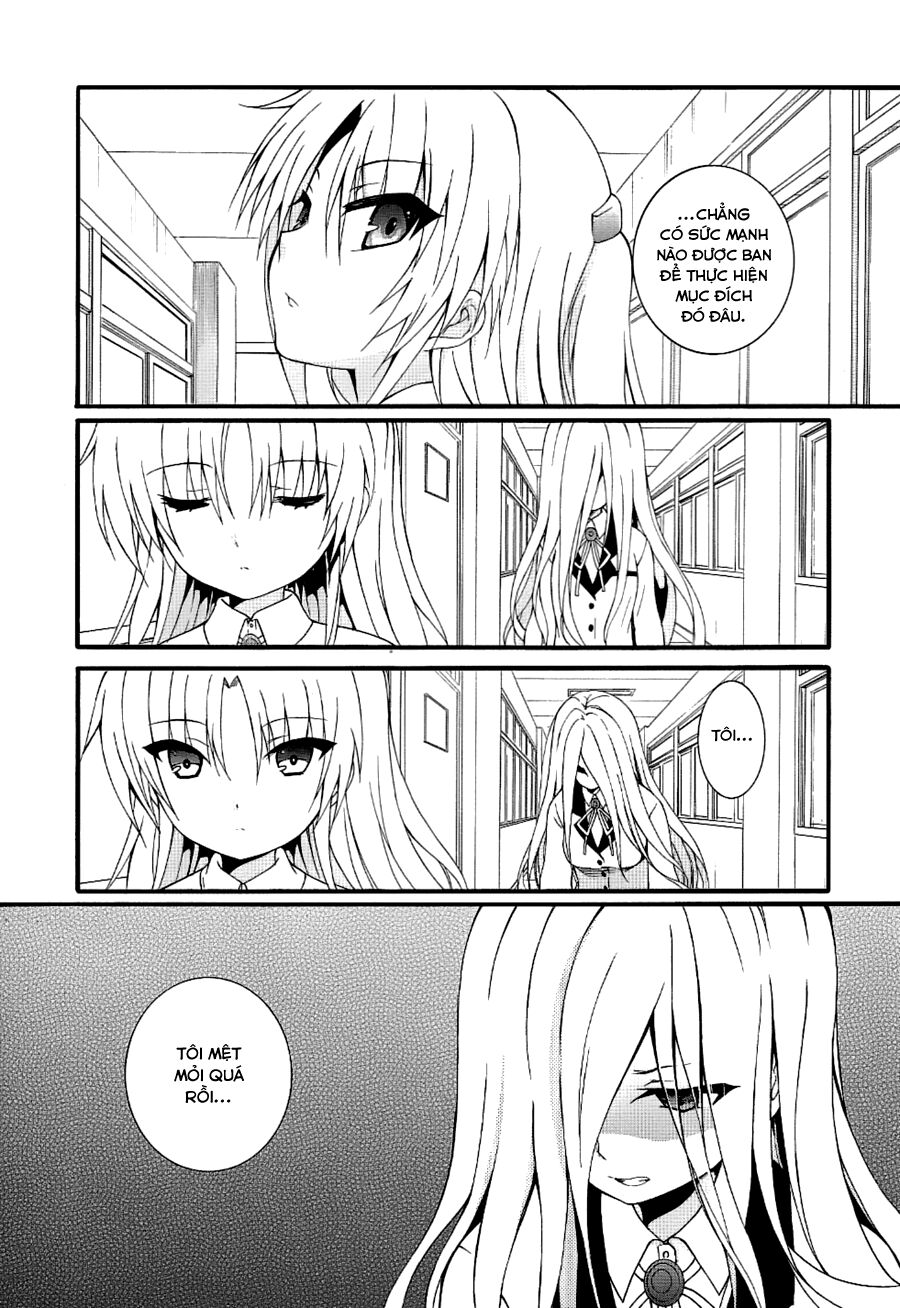 ...CHẲNG
CÓ SỨC MẠNH
NÀO ĐƯỢC BAN
ĐỂ THỰC HIỆN
MỤC ĐÍCH
ĐÓ ĐÂU.
TÔI...
TÔI MỆT
MỎI QUÁ
RỒI...